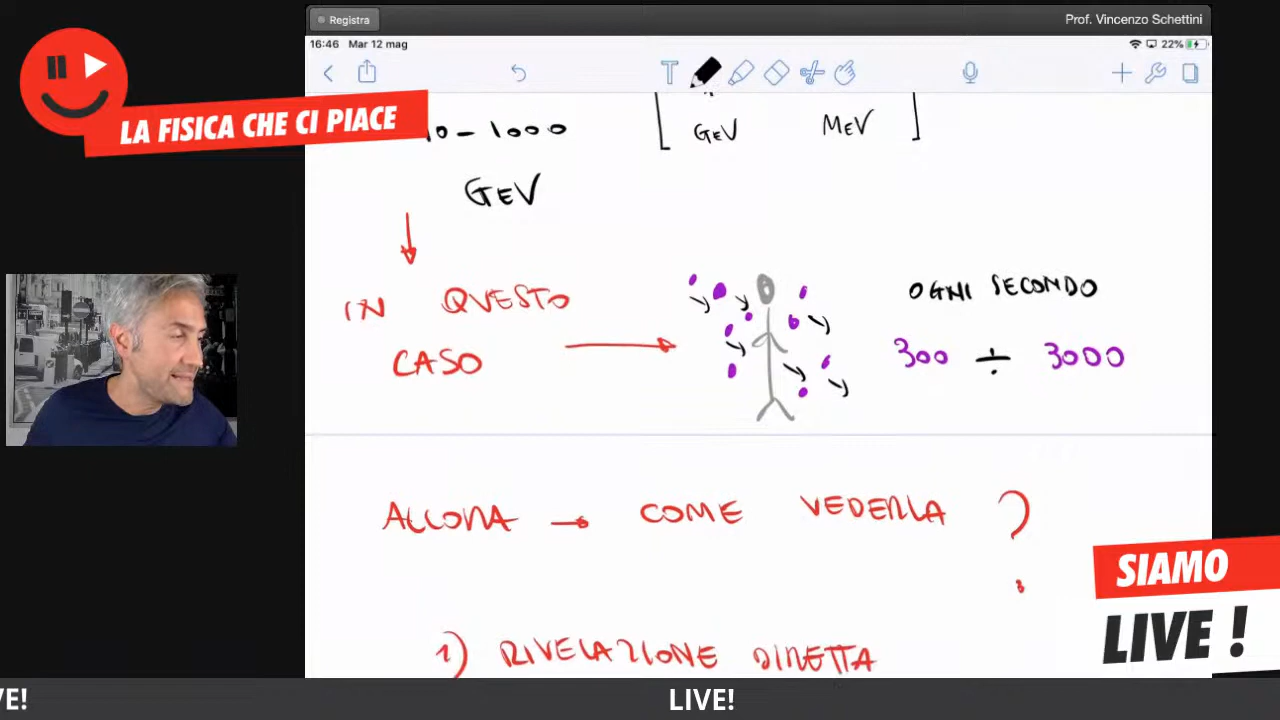 Registra
Prof. Vincenzo Schettini
16:46 Mar 12 mag
22%
LA FISICA CHE CI PIACE
10 - 1000
GeV
GeV MeV
IN QUESTO
CASO
OGNI SECONDO
300 ÷ 3000
ALLORA → COME VEDERLA ?
1) RIVELAZIONE DIRETTA
SIAMO
LIVE !
VE!
LIVE!